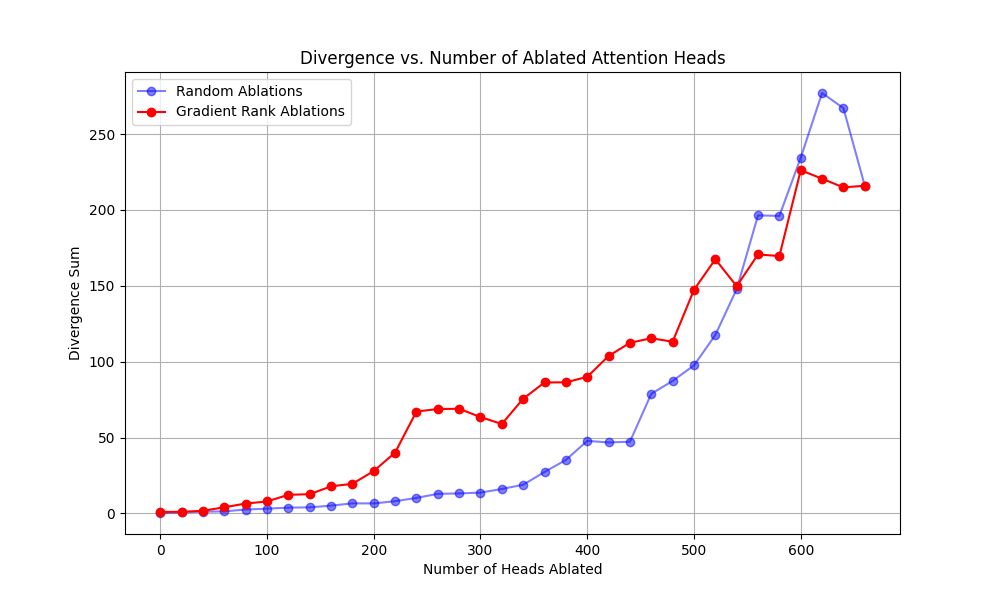 Divergence vs. Number of Ablated Attention Heads
Random Ablations
Gradient Rank Ablations
Divergence Sum
250
200
150
100
50
0
0 100 200 300 400 500 600
Number of Heads Ablated